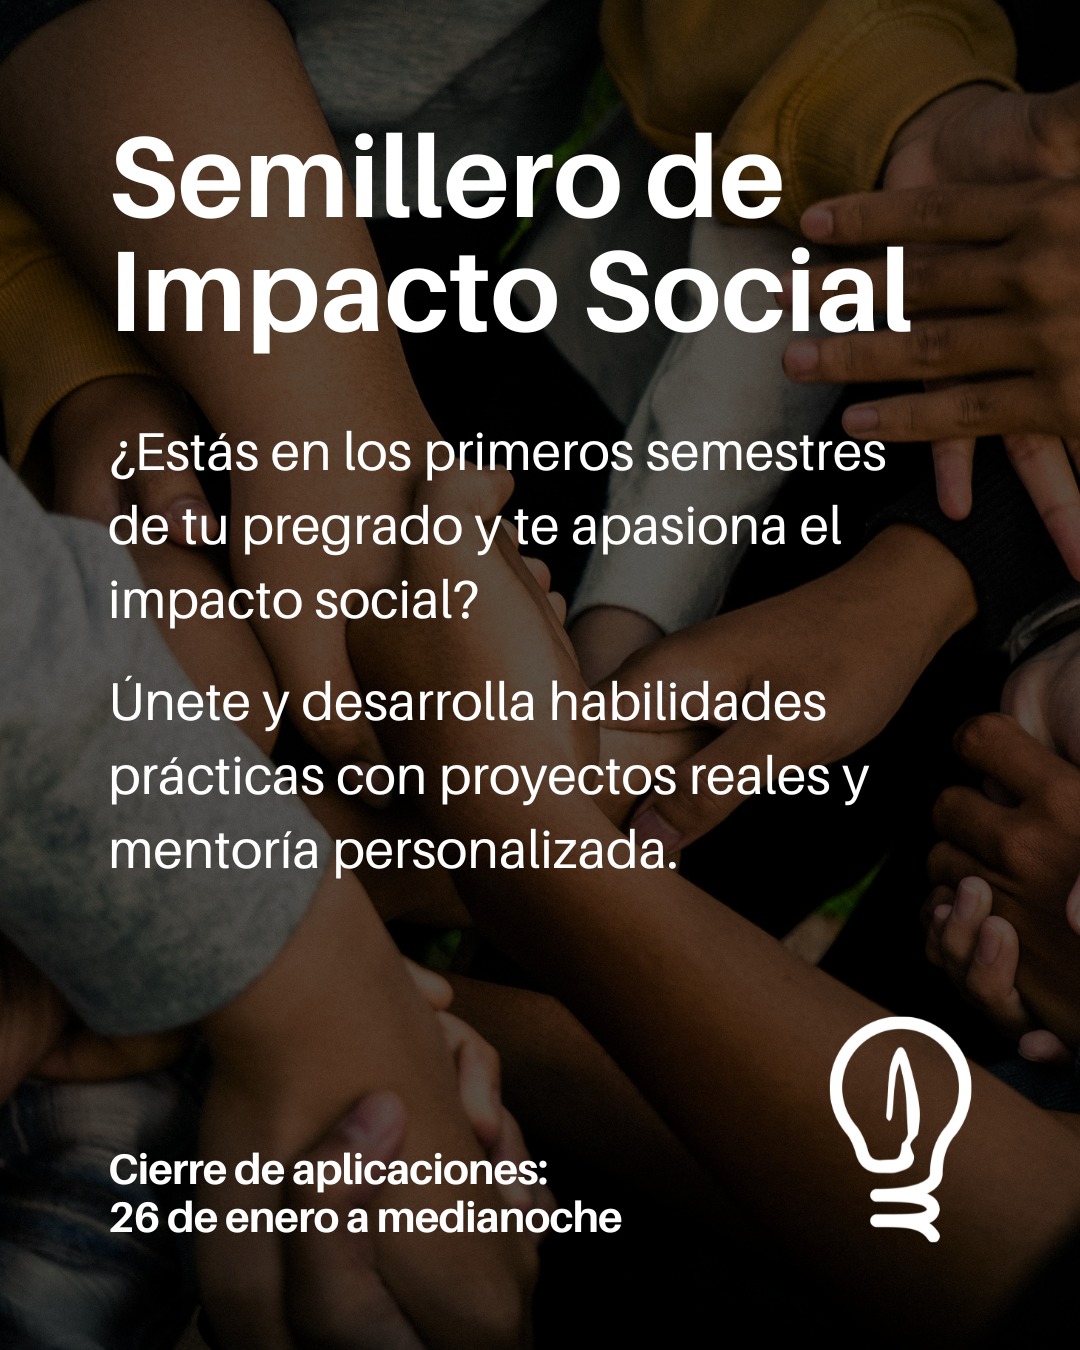 Semillero de
Impacto Social
¿Estás en los primeros semestres
de tu pregrado y te apasiona el
impacto social?
Únete y desarrolla habilidades
prácticas con proyectos reales y
mentoría personalizada.
Cierre de aplicaciones:
26 de enero a medianoche